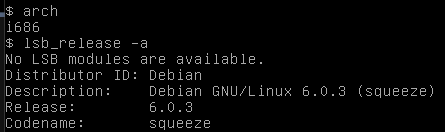 $ arch
i686
$ lsb_release -a
No LSB modules are available.
Distributor ID: Debian
Description:    Debian GNU/Linux 6.0.3 (squeeze)
Release:        6.0.3
Codename:       squeeze